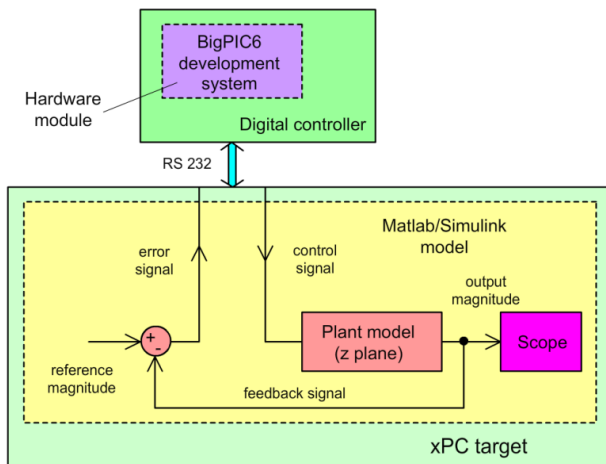 BigPIC6
development
system
Hardware
module
Digital controller
RS 232
Matlab/Simulink
model
error
signal
control
signal
output
magnitude
+
-
Plant model
(z plane)
Scope
reference
magnitude
feedback signal
xPC target